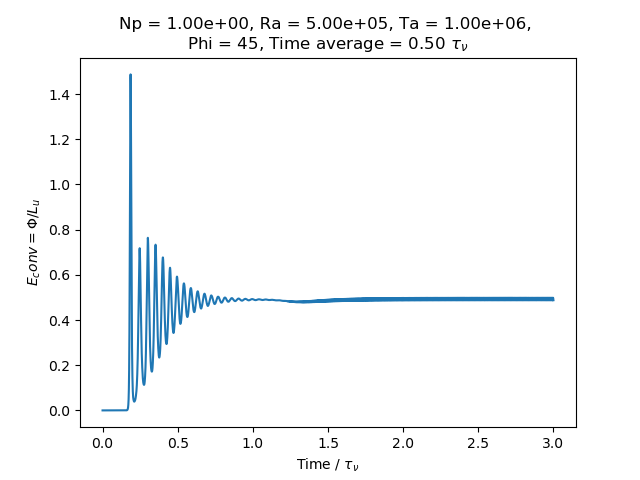 Np = 1.00e+00, Ra = 5.00e+05, Ta = 1.00e+06,
Phi = 45, Time average = 0.50 τ_ν
E_conv = Φ/L_u
1.4
1.2
1.0
0.8
0.6
0.4
0.2
0.0
0.0 0.5 1.0 1.5 2.0 2.5 3.0
Time / τ_ν